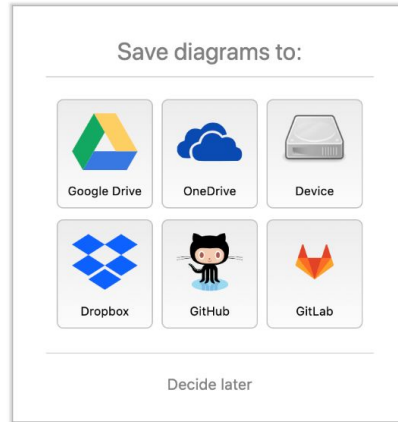 Save diagrams to:
Google Drive
OneDrive
Device
Dropbox
GitHub
GitLab
Decide later